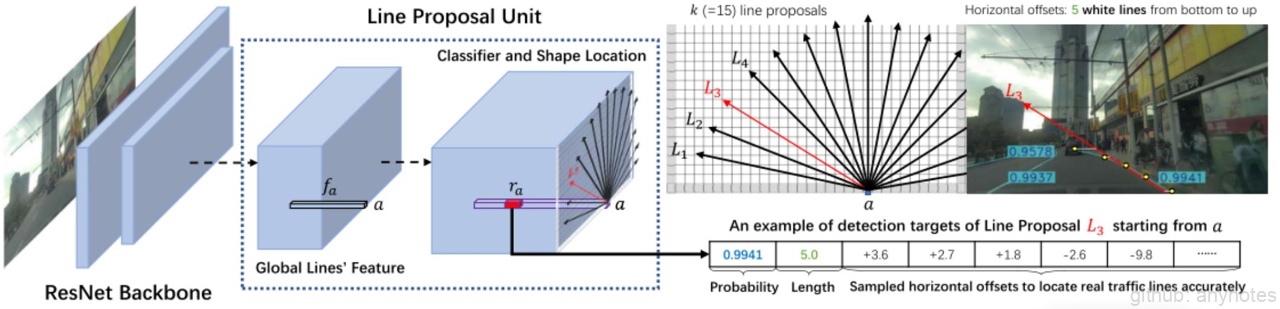 Line Proposal Unit
Classifier and Shape Location
f_a
a
r_a
L_3
a
Global Lines' Feature
ResNet Backbone
k (=15) line proposals
L_4
L_3
L_2
L_1
a
Horizontal offsets: 5 white lines from bottom to up
L_3
0.9578
0.9937
0.9941
An example of detection targets of Line Proposal L_3 starting from a
0.9941 5.0 +3.6 +2.7 +1.8 -2.6 -9.8 ......
Probability Length Sampled horizontal offsets to locate real traffic lines accurately
github: anynotes